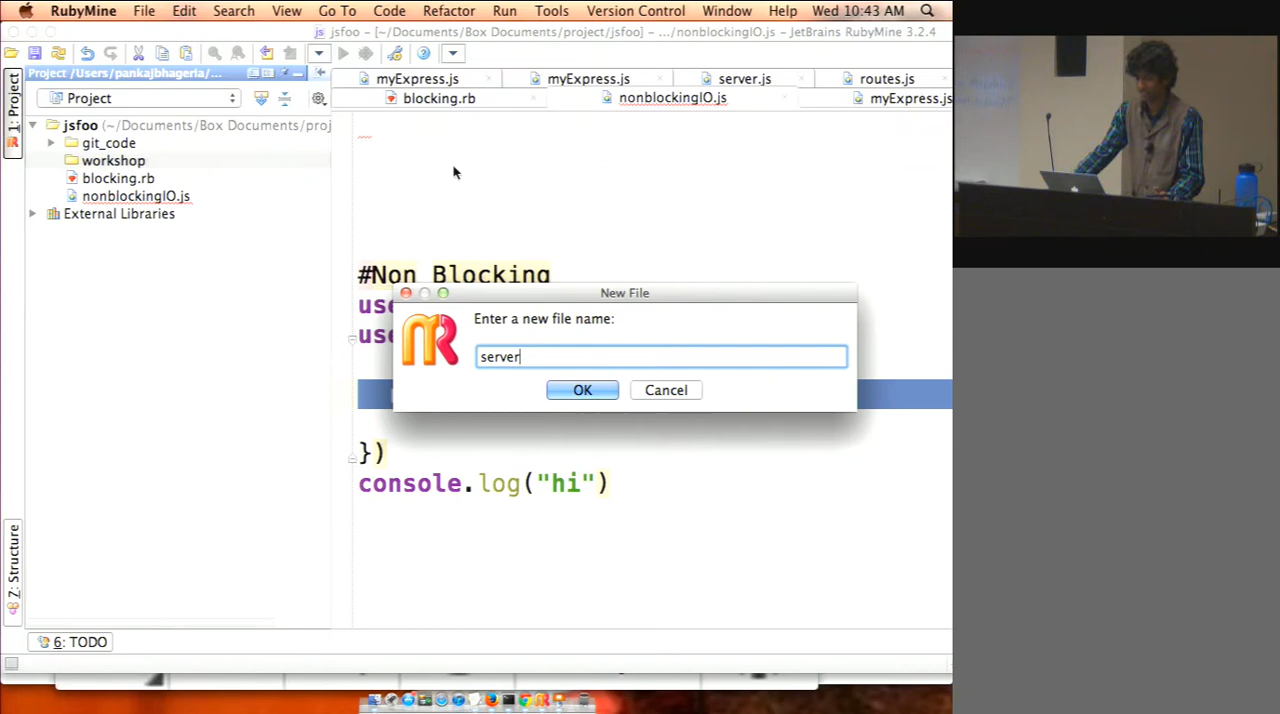 RubyMine File Edit Search View Go To Code Refactor Run Tools Version Control Window Help Wed 10:43 AM
jsfoo – [~/Documents/Box Documents/project/jsfoo] – .../nonblockingIO.js – JetBrains RubyMine 3.2.4
Project /Users/pankajbhageria/...
myExpress.js myExpress.js server.js routes.js
Project
blocking.rb nonblockingIO.js myExpress.js
1: Project
jsfoo (~/Documents/Box Documents/proj
git_code
workshop
blocking.rb
nonblockingIO.js
External Libraries
#Non Blocking
use
use
})
console.log("hi")
New File
Enter a new file name:
server
OK Cancel
Z: Structure
6: TODO